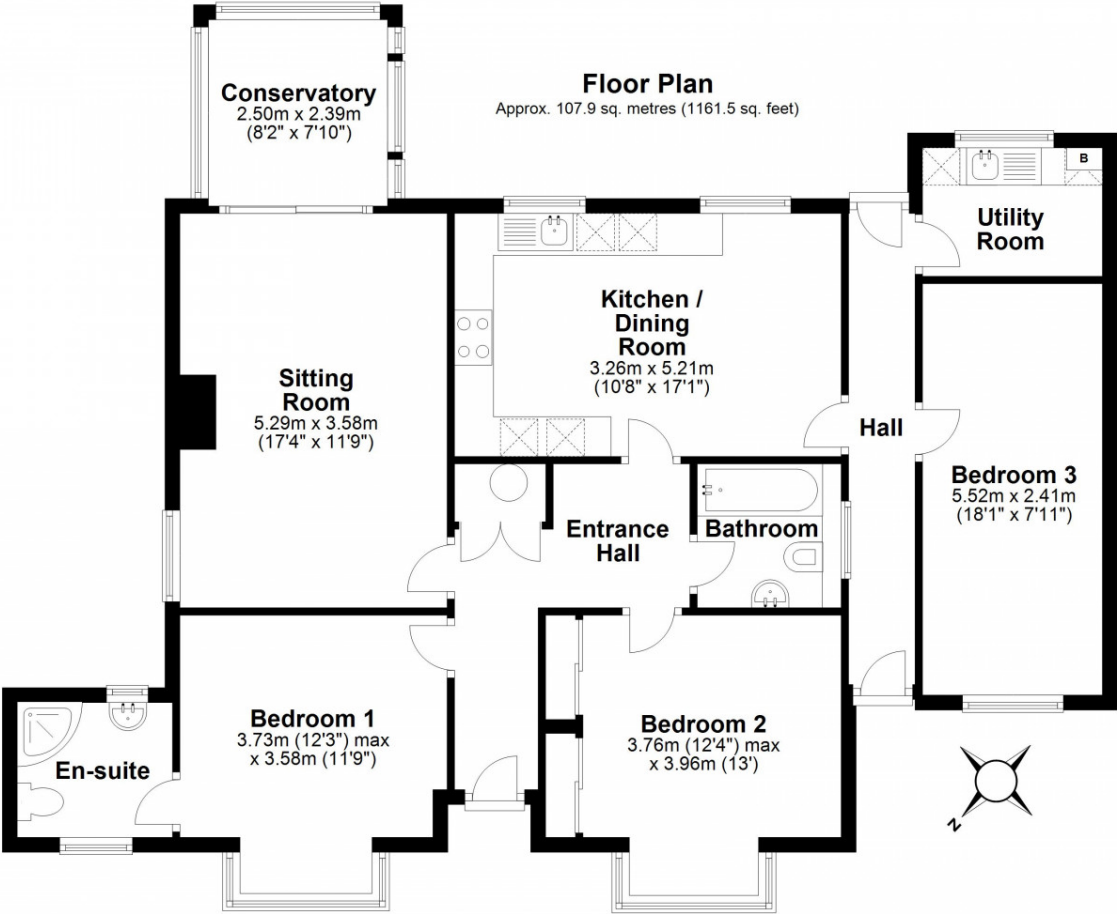 Floor Plan
Approx. 107.9 sq. metres (1161.5 sq. feet)
Conservatory
2.50m x 2.39m
(8'2" x 7'10")
B
Utility
Room
Kitchen /
Dining
Room
3.26m x 5.21m
(10'8" x 17'1")
Sitting
Room
5.29m x 3.58m
(17'4" x 11'9")
Hall
Bedroom 3
5.52m x 2.41m
(18'1" x 7'11")
Entrance
Hall
Bathroom
Bedroom 1
3.73m (12'3") max
x 3.58m (11'9")
Bedroom 2
3.76m (12'4") max
x 3.96m (13')
En-suite
N